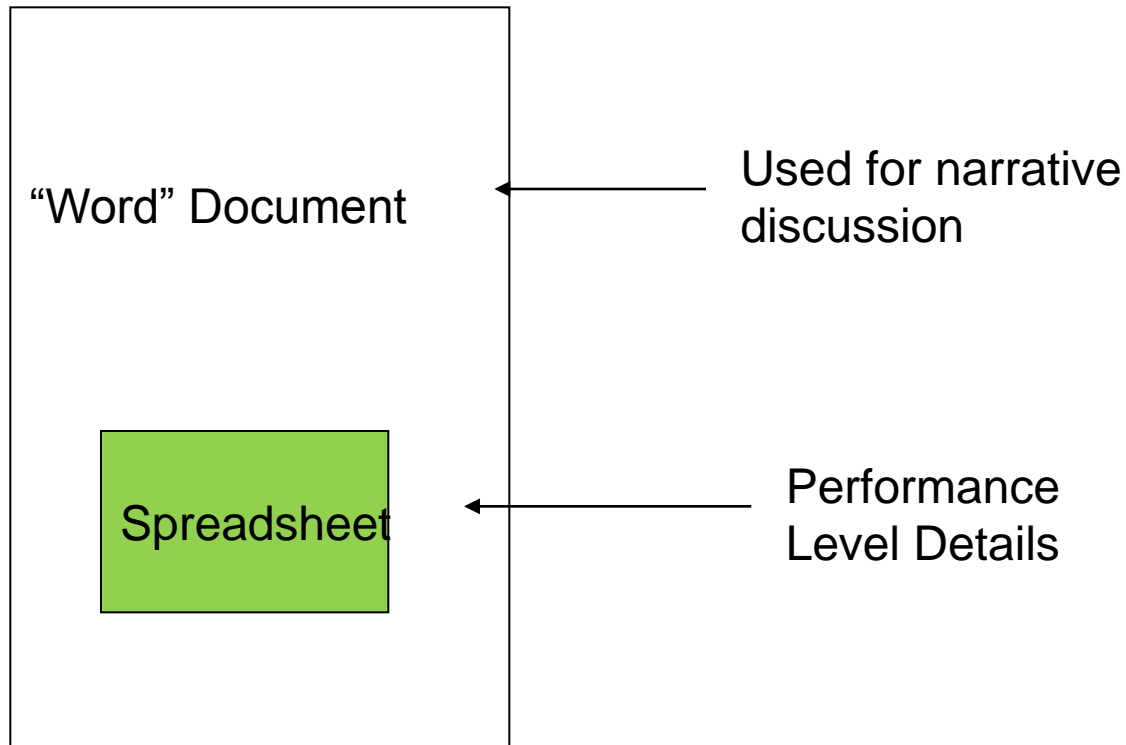 “Word” Document
Used for narrative
discussion
Spreadsheet
Performance
Level Details